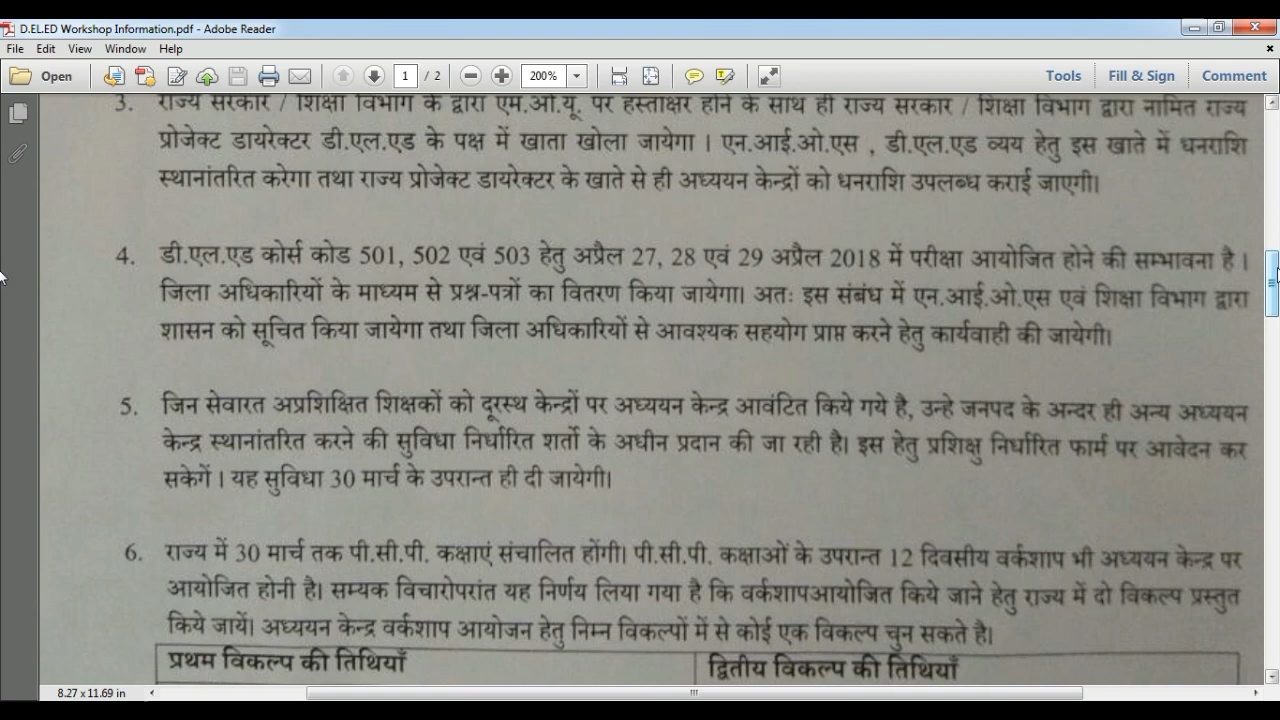 D.EL.ED Workshop Information.pdf - Adobe Reader
File Edit View Window Help
Open 1 / 2 200% Tools Fill & Sign Comment
3. राज्य सरकार / शिक्षा विभाग के द्वारा एम.ओ.यू. पर हस्ताक्षर होने के साथ ही राज्य सरकार / शिक्षा विभाग द्वारा नामित राज्य
प्रोजेक्ट डायरेक्टर डी.एल.एड के पक्ष में खाता खोला जायेगा । एन.आई.ओ.एस , डी.एल.एड व्यय हेतु इस खाते में धनराशि
स्थानांतरित करेगा तथा राज्य प्रोजेक्ट डायरेक्टर के खाते से ही अध्ययन केन्द्रों को धनराशि उपलब्ध कराई जाएगी।
4. डी.एल.एड कोर्स कोड 501, 502 एवं 503 हेतु अप्रैल 27, 28 एवं 29 अप्रैल 2018 में परीक्षा आयोजित होने की सम्भावना है ।
जिला अधिकारियों के माध्यम से प्रश्न-पत्रों का वितरण किया जायेगा। अतः इस संबंध में एन.आई.ओ.एस एवं शिक्षा विभाग द्वारा
शासन को सूचित किया जायेगा तथा जिला अधिकारियों से आवश्यक सहयोग प्राप्त करने हेतु कार्यवाही की जायेगी।
5. जिन सेवारत अप्रशिक्षित शिक्षकों को दूरस्थ केन्द्रों पर अध्ययन केन्द्र आवंटित किये गये है, उन्हे जनपद के अन्दर ही अन्य अध्ययन
केन्द्र स्थानांतरित करने की सुविधा निर्धारित शर्तो के अधीन प्रदान की जा रही है। इस हेतु प्रशिक्षु निर्धारित फार्म पर आवेदन कर
सकेगें । यह सुविधा 30 मार्च के उपरान्त ही दी जायेगी।
6. राज्य में 30 मार्च तक पी.सी.पी. कक्षाएं संचालित होंगी। पी.सी.पी. कक्षाओं के उपरान्त 12 दिवसीय वर्कशाप भी अध्ययन केन्द्र पर
आयोजित होनी है। सम्यक विचारोपरांत यह निर्णय लिया गया है कि वर्कशापआयोजित किये जाने हेतु राज्य में दो विकल्प प्रस्तुत
किये जायें। अध्ययन केन्द्र वर्कशाप आयोजन हेतु निम्न विकल्पों में से कोई एक विकल्प चुन सकते है।
प्रथम विकल्प की तिथियाँ द्वितीय विकल्प की तिथियाँ
8.27 x 11.69 in